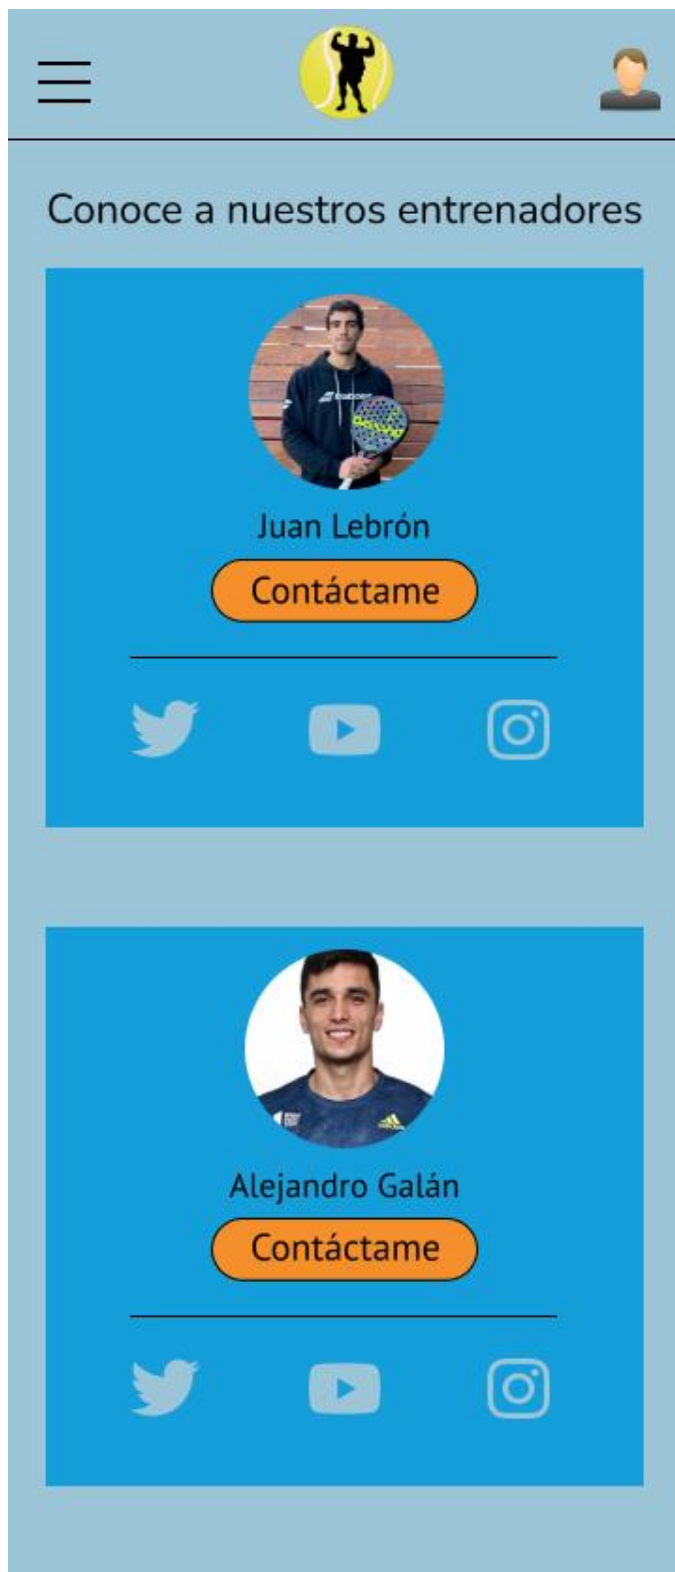 Conoce a nuestros entrenadores
Juan Lebrón
Contáctame
Alejandro Galán
Contáctame